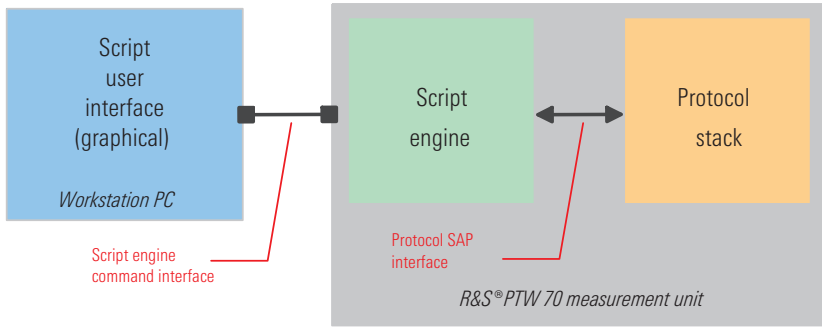 Script
user
interface
(graphical)
Workstation PC
Script
engine
Protocol
stack
Script engine
command interface
Protocol SAP
interface
R&S®PTW 70 measurement unit